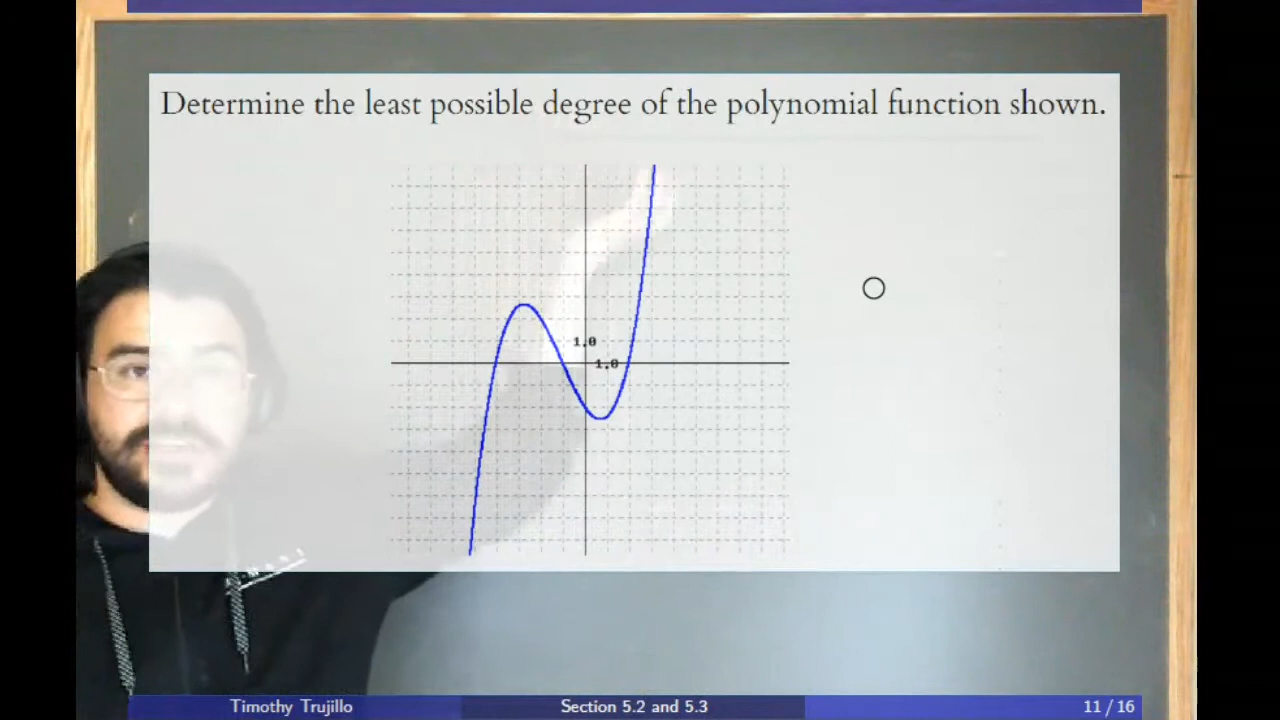 Determine the least possible degree of the polynomial function shown.
1.0
1.0
Timothy Trujillo Section 5.2 and 5.3 11 / 16